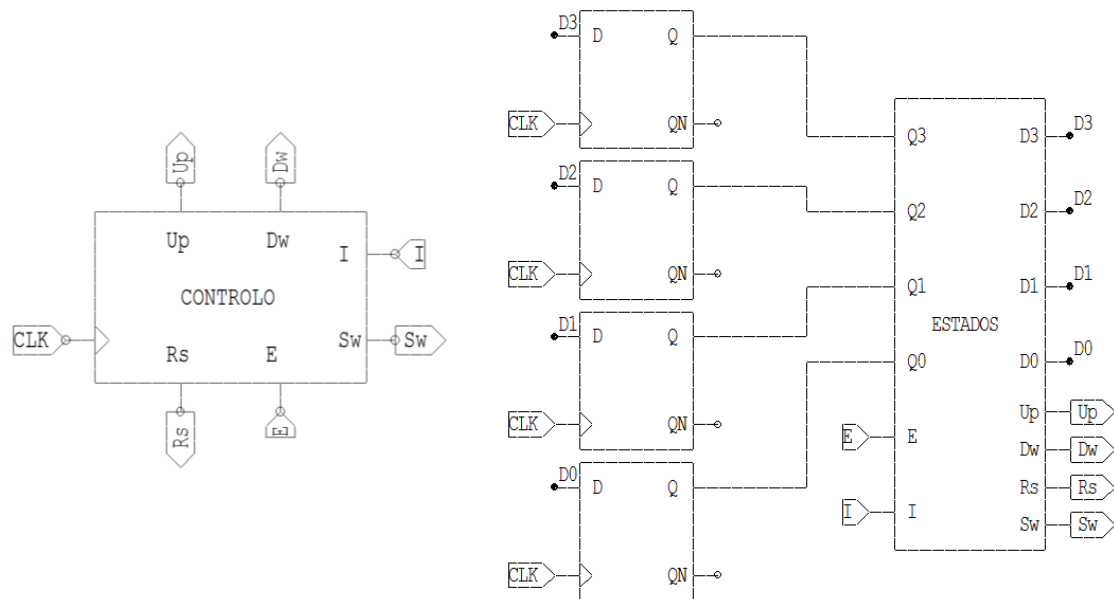 Up Dw
Up Dw
I I
CONTROLO
CLK
Sw Sw
Rs E
Rs E
D3
D Q
CLK QN
D2
D Q
CLK QN
D1
D Q
CLK QN
D0
D Q
CLK QN
Q3 D3 D3
Q2 D2 D2
Q1 D1 D1
ESTADOS
Q0 D0 D0
Up Up
E E
Dw Dw
Rs Rs
I I
Sw Sw